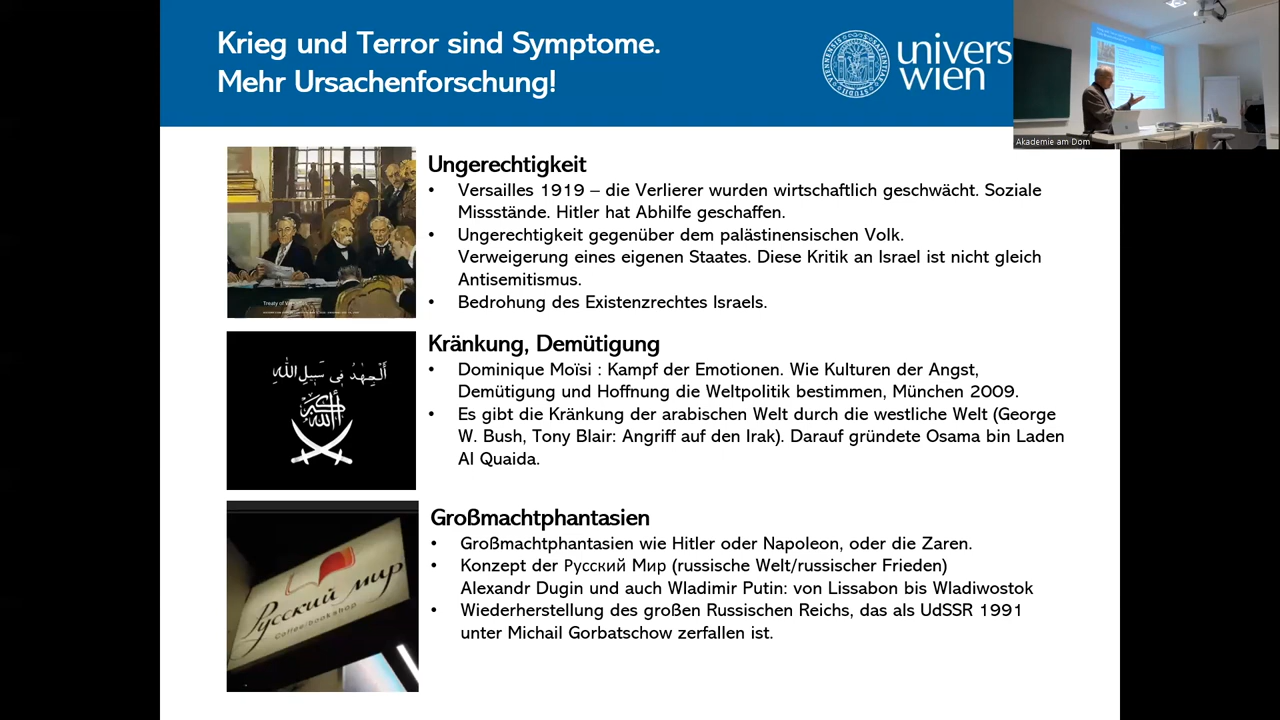 Krieg und Terror sind Symptome.
Mehr Ursachenforschung!
univers
wien
Akademie am Dom
Ungerechtigkeit
• Versailles 1919 – die Verlierer wurden wirtschaftlich geschwächt. Soziale
Missstände. Hitler hat Abhilfe geschaffen.
• Ungerechtigkeit gegenüber dem palästinensischen Volk.
Verweigerung eines eigenen Staates. Diese Kritik an Israel ist nicht gleich
Antisemitismus.
• Bedrohung des Existenzrechtes Israels.
Kränkung, Demütigung
• Dominique Moïsi : Kampf der Emotionen. Wie Kulturen der Angst,
Demütigung und Hoffnung die Weltpolitik bestimmen, München 2009.
• Es gibt die Kränkung der arabischen Welt durch die westliche Welt (George
W. Bush, Tony Blair: Angriff auf den Irak). Darauf gründete Osama bin Laden
Al Quaida.
الله أكبر
Großmachtphantasien
• Großmachtphantasien wie Hitler oder Napoleon, oder die Zaren.
• Konzept der Русский Мир (russische Welt/russischer Frieden)
Alexandr Dugin und auch Wladimir Putin: von Lissabon bis Wladiwostok
• Wiederherstellung des großen Russischen Reichs, das als UdSSR 1991
unter Michail Gorbatschow zerfallen ist.
Русский мир
Coffee/bookshop